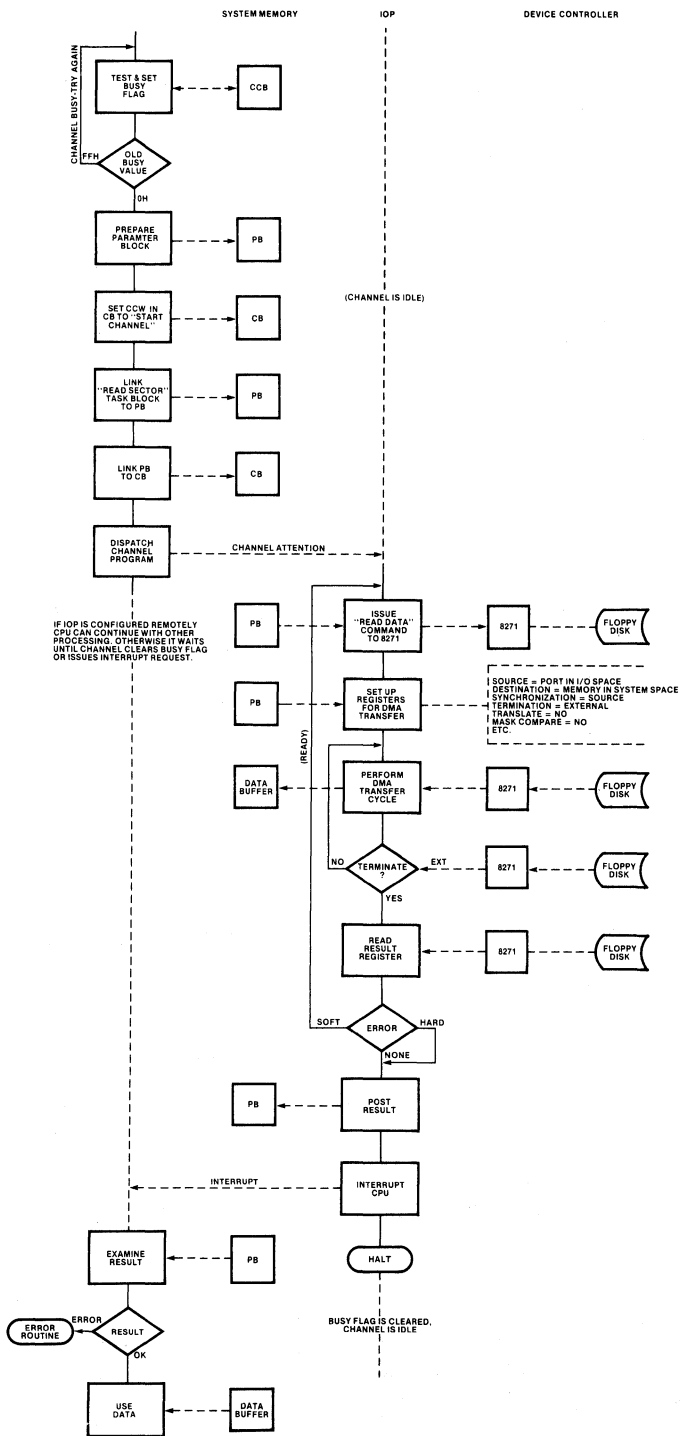 SYSTEM MEMORY
IOP
DEVICE CONTROLLER
CHANNEL BUSY-TRY AGAIN
TEST & SET
BUSY
FLAG
CCB
FFH
OLD
BUSY
VALUE
0H
PREPARE
PARAMTER
BLOCK
PB
(CHANNEL IS IDLE)
SET CCW IN
CB TO "START
CHANNEL"
CB
LINK
"READ SECTOR"
TASK BLOCK
TO PB
PB
LINK PB
TO CB
CB
DISPATCH
CHANNEL
PROGRAM
CHANNEL ATTENTION
IF IOP IS CONFIGURED REMOTELY
CPU CAN CONTINUE WITH OTHER
PROCESSING. OTHERWISE IT WAITS
UNTIL CHANNEL CLEARS BUSY FLAG
OR ISSUES INTERRUPT REQUEST.
PB
ISSUE
"READ DATA"
COMMAND
TO 8271
8271
FLOPPY
DISK
PB
SET UP
REGISTERS
FOR DMA
TRANSFER
SOURCE = PORT IN I/O SPACE
DESTINATION = MEMORY IN SYSTEM SPACE
SYNCHRONIZATION = SOURCE
TERMINATION = EXTERNAL
TRANSLATE = NO
MASK COMPARE = NO
ETC.
(READY)
DATA
BUFFER
PERFORM
DMA
TRANSFER
CYCLE
8271
FLOPPY
DISK
NO
TERMINATE
?
EXT
8271
FLOPPY
DISK
YES
READ
RESULT
REGISTER
8271
FLOPPY
DISK
SOFT
ERROR
HARD
NONE
PB
POST
RESULT
INTERRUPT
INTERRUPT
CPU
EXAMINE
RESULT
PB
HALT
BUSY FLAG IS CLEARED,
CHANNEL IS IDLE
ERROR
ROUTINE
ERROR
RESULT
OK
USE
DATA
DATA
BUFFER